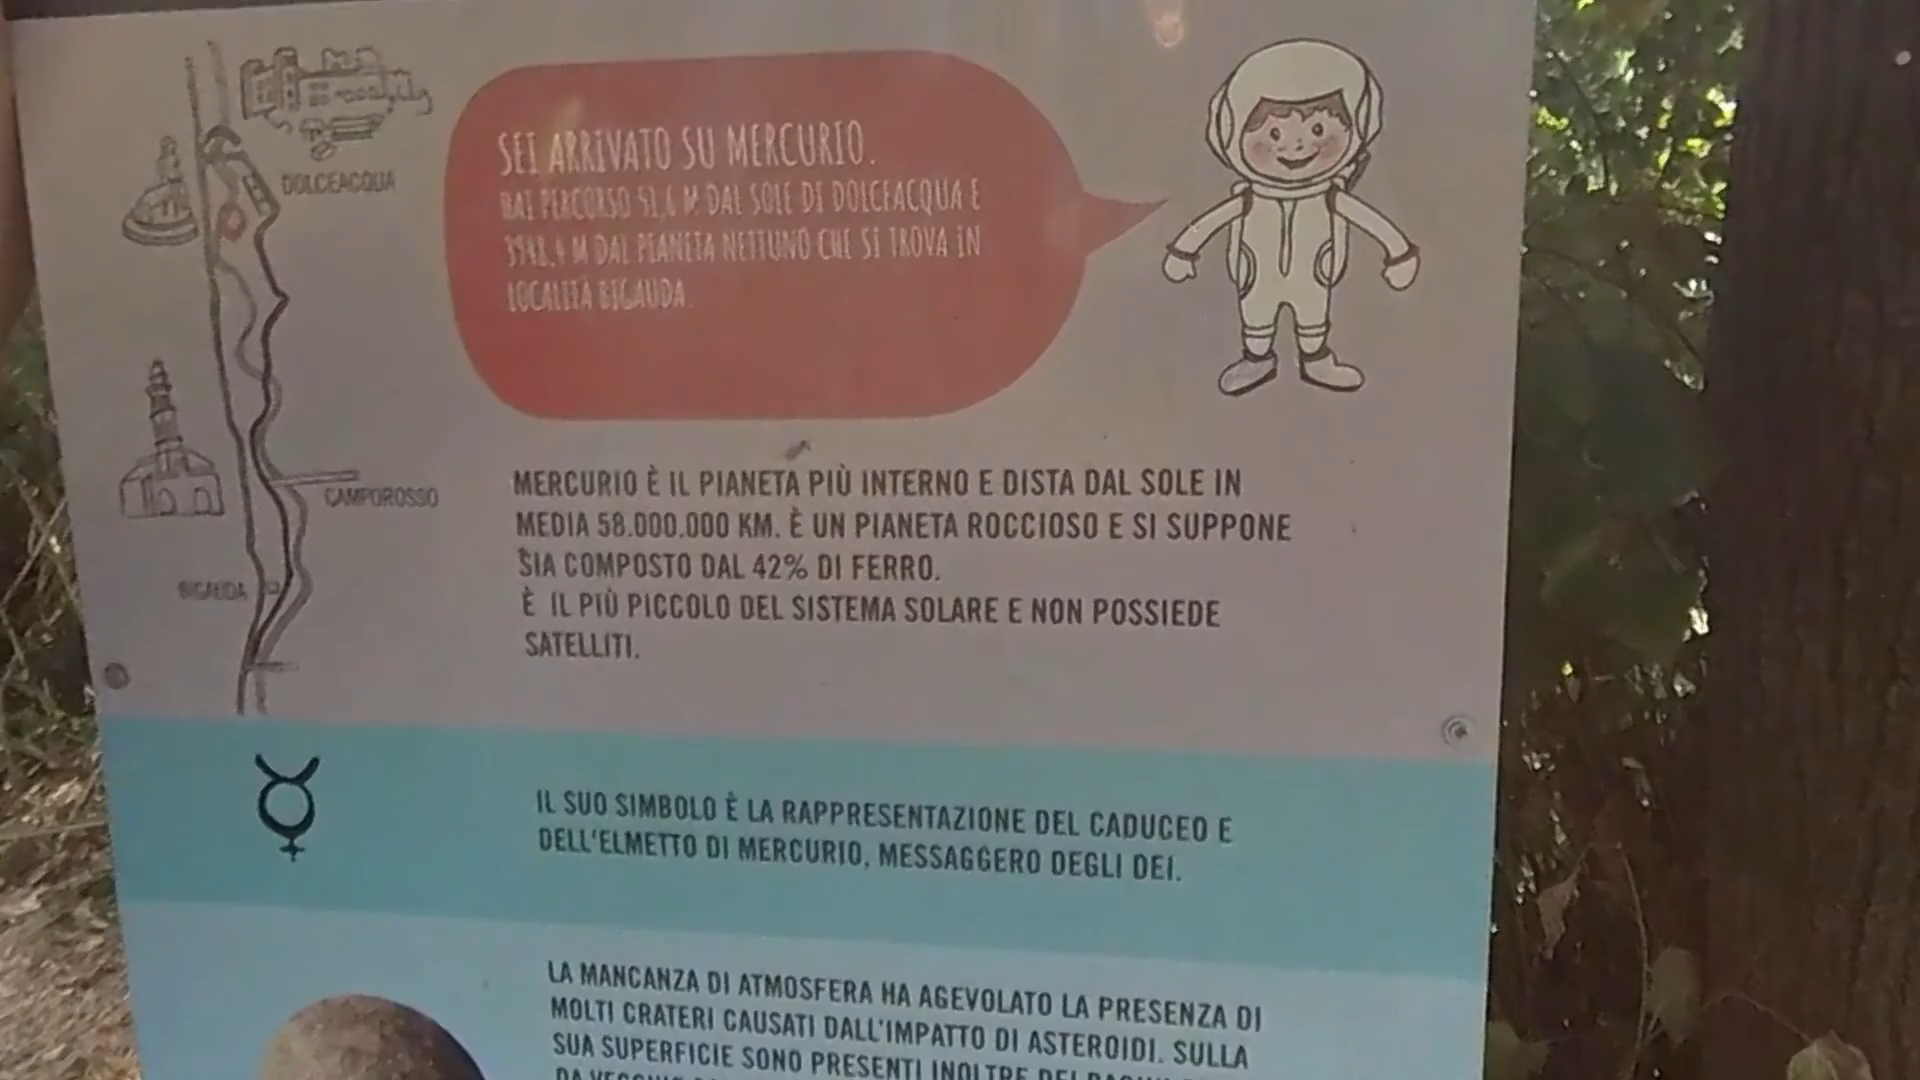 SEI ARRIVATO SU MERCURIO.
HAI PERCORSO 51,6 M DAL SOLE DI DOLCEACQUA E
M DAL PIANETA NETTUNO CHE SI TROVA IN
LOCALITÀ BIGAUDA.
DOLCEACQUA
CAMPOROSSO
BIGAUDA
MERCURIO È IL PIANETA PIÙ INTERNO E DISTA DAL SOLE IN
MEDIA 58.000.000 KM. È UN PIANETA ROCCIOSO E SI SUPPONE
SIA COMPOSTO DAL 42% DI FERRO.
È IL PIÙ PICCOLO DEL SISTEMA SOLARE E NON POSSIEDE
SATELLITI.
IL SUO SIMBOLO È LA RAPPRESENTAZIONE DEL CADUCEO E
DELL'ELMETTO DI MERCURIO, MESSAGGERO DEGLI DEI.
LA MANCANZA DI ATMOSFERA HA AGEVOLATO LA PRESENZA DI
MOLTI CRATERI CAUSATI DALL'IMPATTO DI ASTEROIDI. SULLA
SUA SUPERFICIE SONO PRESENTI INOLTRE DEI